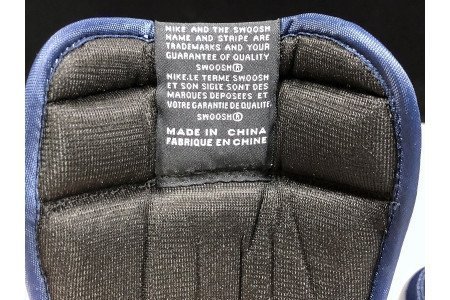 NIKE AND THE SWOOSH
NAME AND STRIPE ARE
TRADEMARKS AND YOUR
GUARANTEE OF QUALITY
SWOOSH®
NIKE.LE TERME SWOOSH
ET SON SIGLE SONT DES
MARQUES DEPOSEES ET
VOTRE GARANTIE DE QUALITE.
SWOOSH®
MADE IN CHINA
FABRIQUE EN CHINE